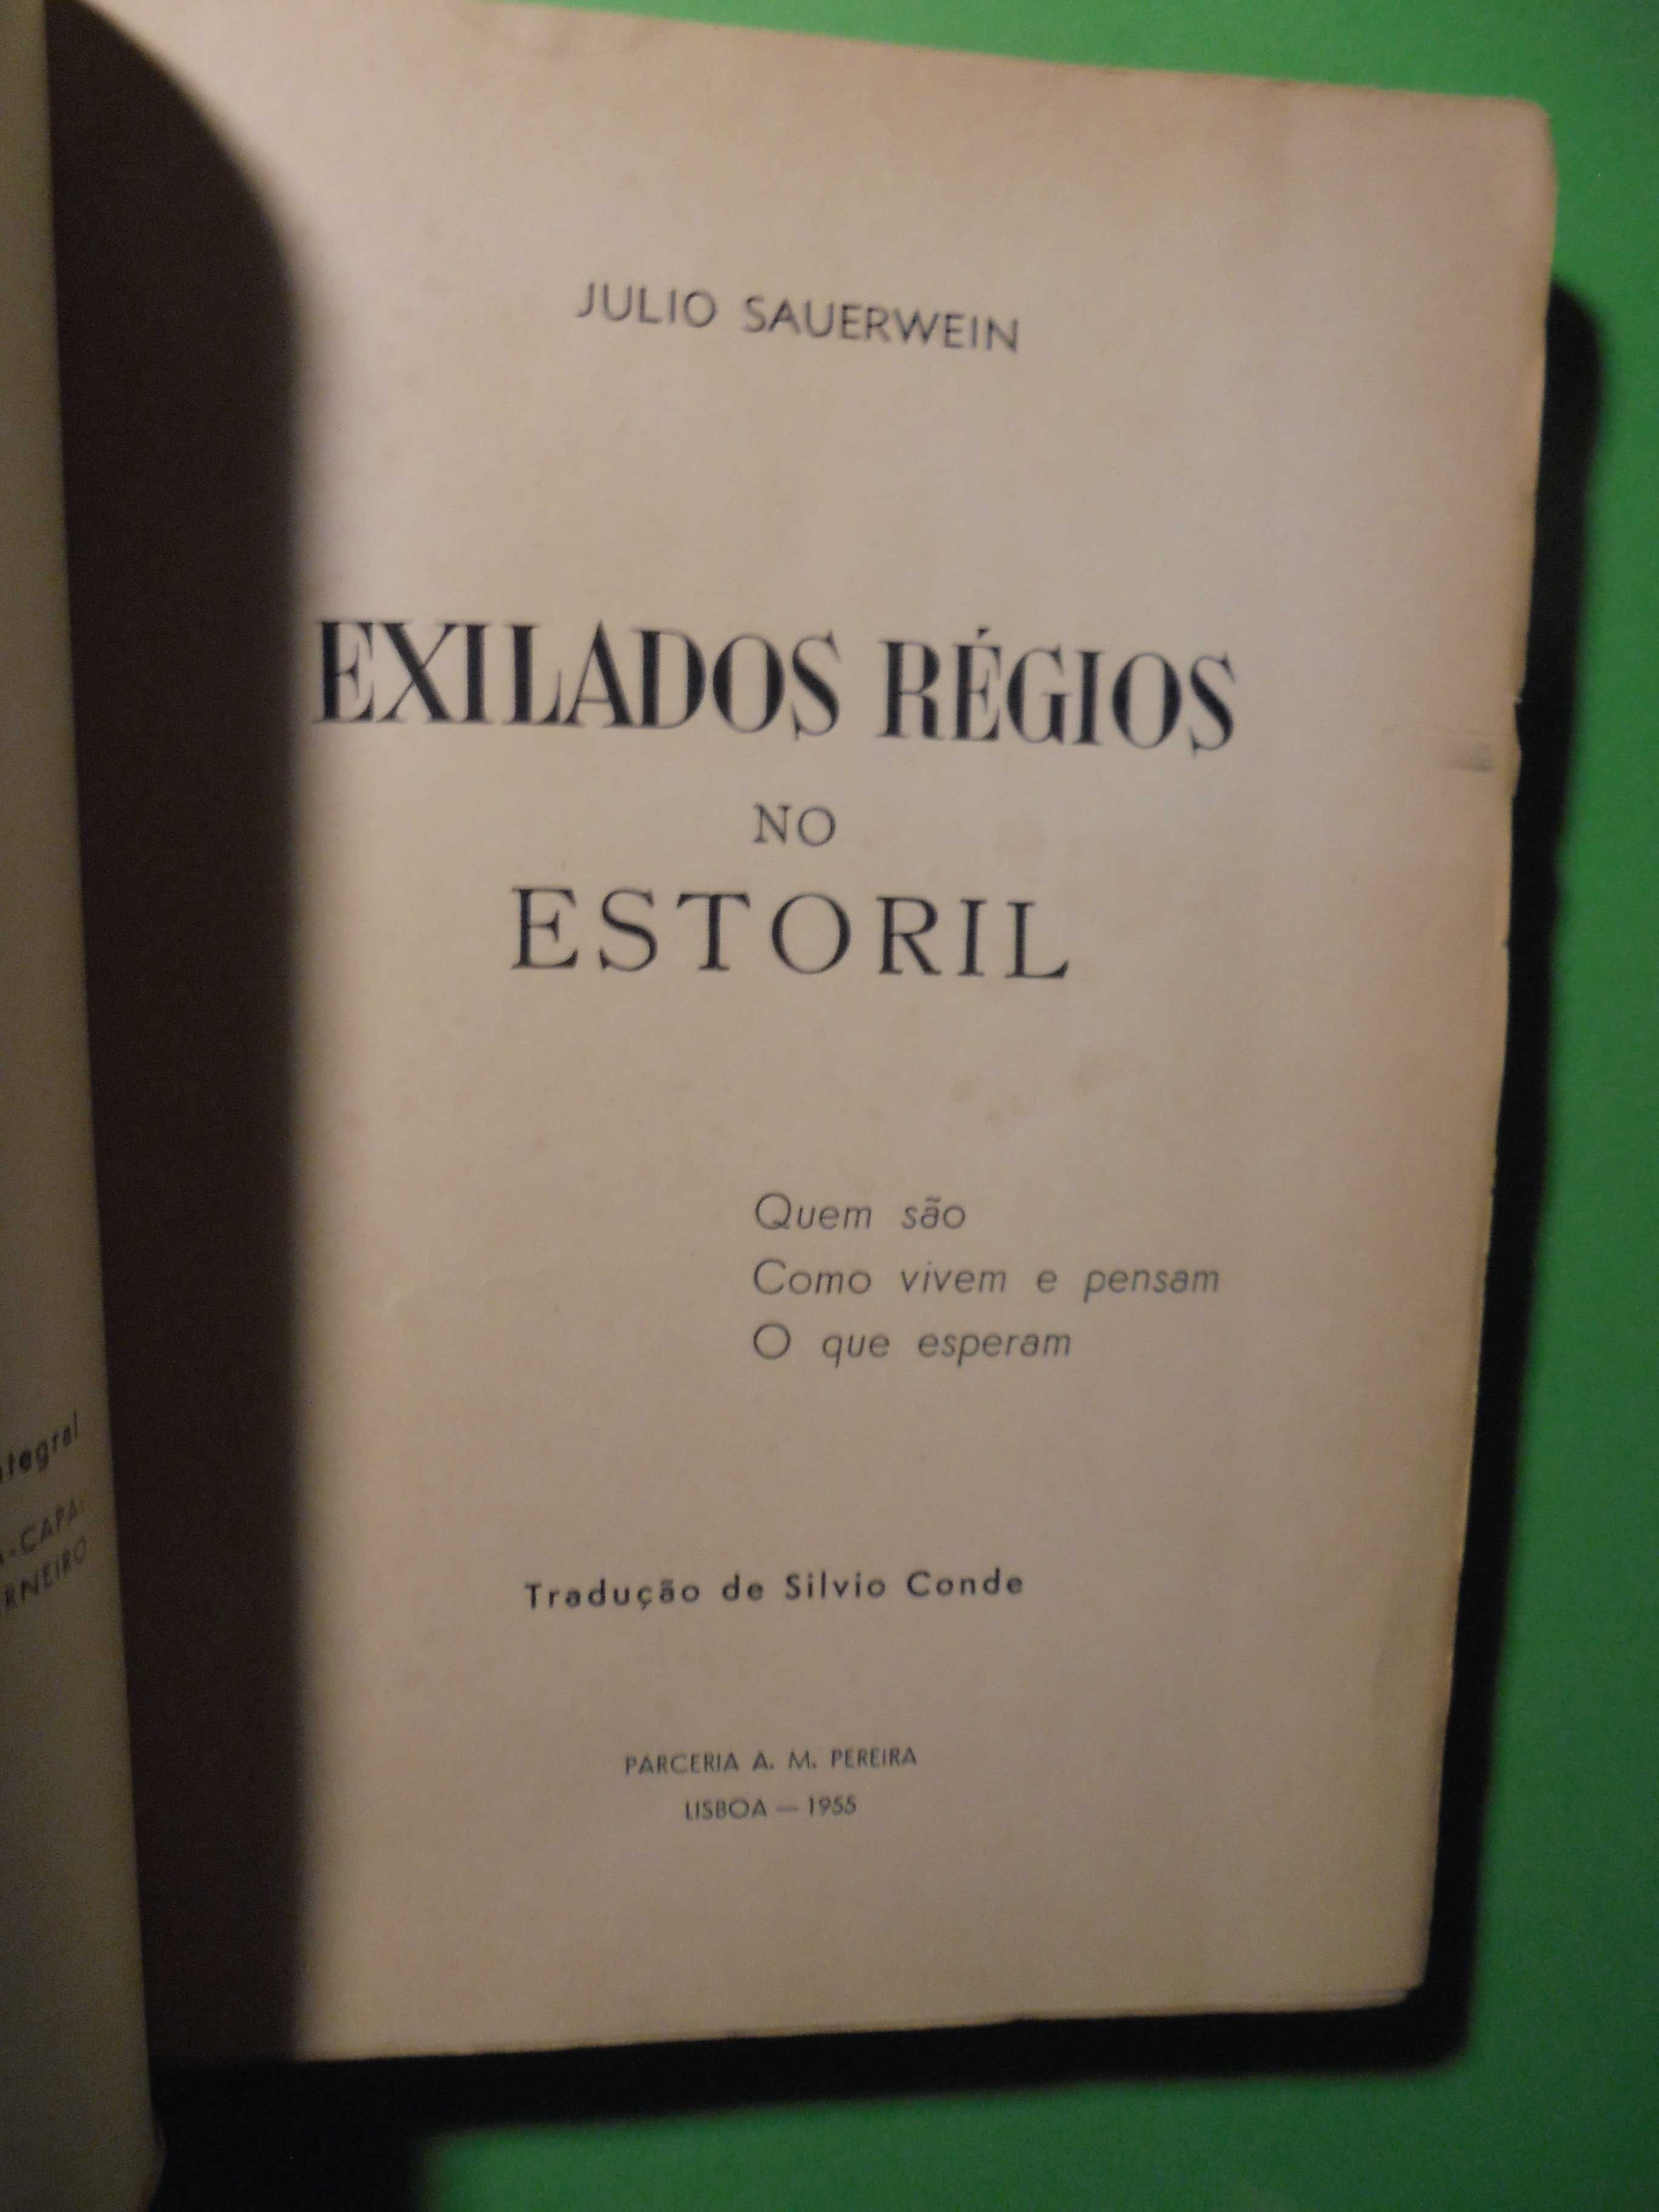 JULIO SAUERWEIN
EXILADOS RÉGIOS
NO
ESTORIL
Quem são
Como vivem e pensam
O que esperam
Tradução de Silvio Conde
PARCERIA A. M. PEREIRA
LISBOA — 1955